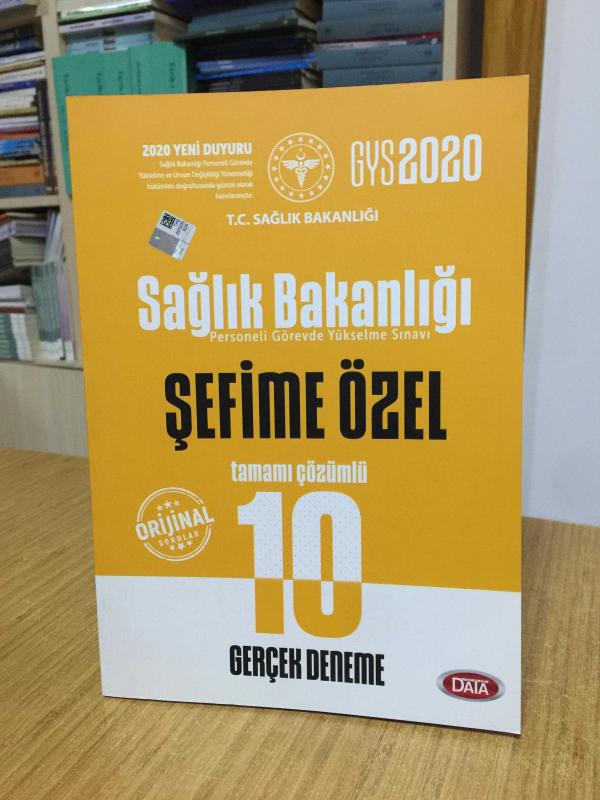 2020 YENİ DUYURU
Sağlık Bakanlığı Personeli Görevde
Yükselme ve Unvan Değişikliği Yönetmeliği
hükümleri doğrultusunda güncel olarak
hazırlanmıştır.
GYS2020
T.C. SAĞLIK BAKANLIĞI
Sağlık Bakanlığı
Personeli Görevde Yükselme Sınavı
ŞEFİME ÖZEL
tamamı çözümlü
10
ORİJİNAL
SORULAR
GERÇEK DENEME
DATA